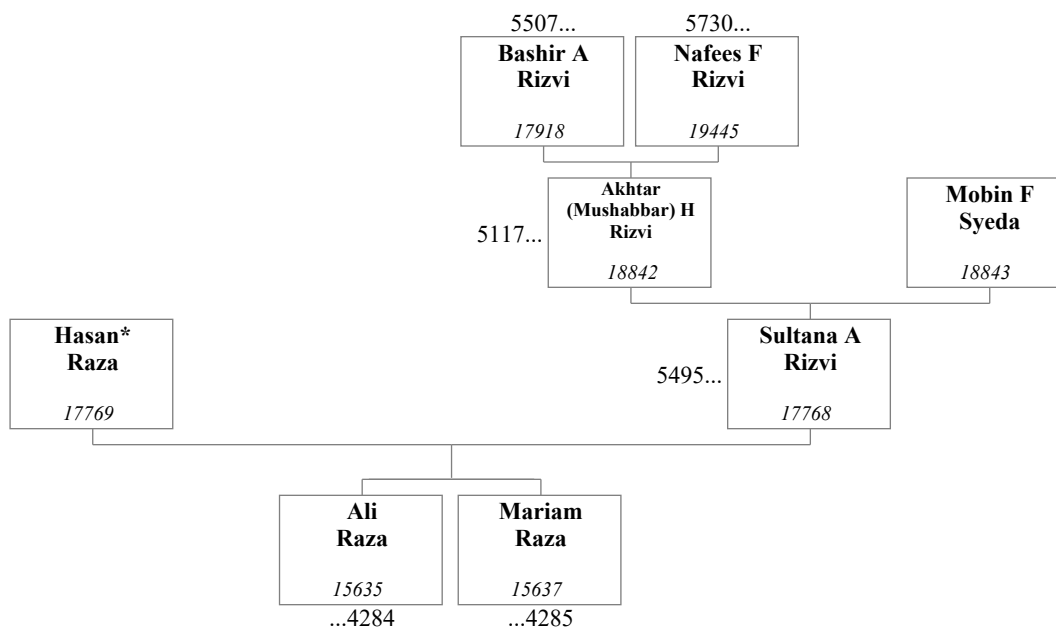 5507...
Bashir A
Rizvi
17918
5730...
Nafees F
Rizvi
19445
5117...
Akhtar
(Mushabbar) H
Rizvi
18842
Mobin F
Syeda
18843
Hasan*
Raza
17769
5495...
Sultana A
Rizvi
17768
Ali
Raza
15635
...4284
Mariam
Raza
15637
...4285